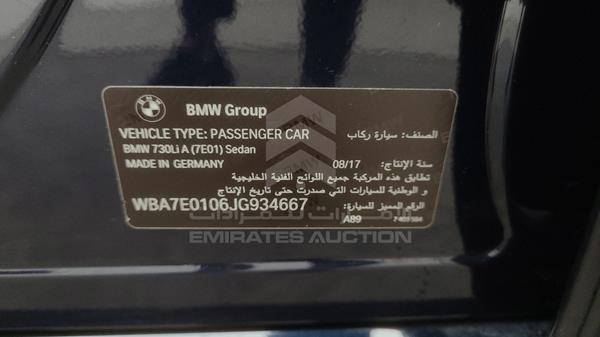 BMW Group
VEHICLE TYPE: PASSENGER CAR الصنف: سيارة ركاب
BMW 730Li A (7E01) Sedan
MADE IN GERMANY 08/17 سنة الإنتاج:
تطابق هذه المركبة جميع اللوائح الفنية الخليجية
و الوطنية للسيارات التي صدرت حتى تاريخ الإنتاج
WBA7E0106JG934667 الرقم المميز للسيارة:
A89
الإمارات للمزادات
EMIRATES AUCTION